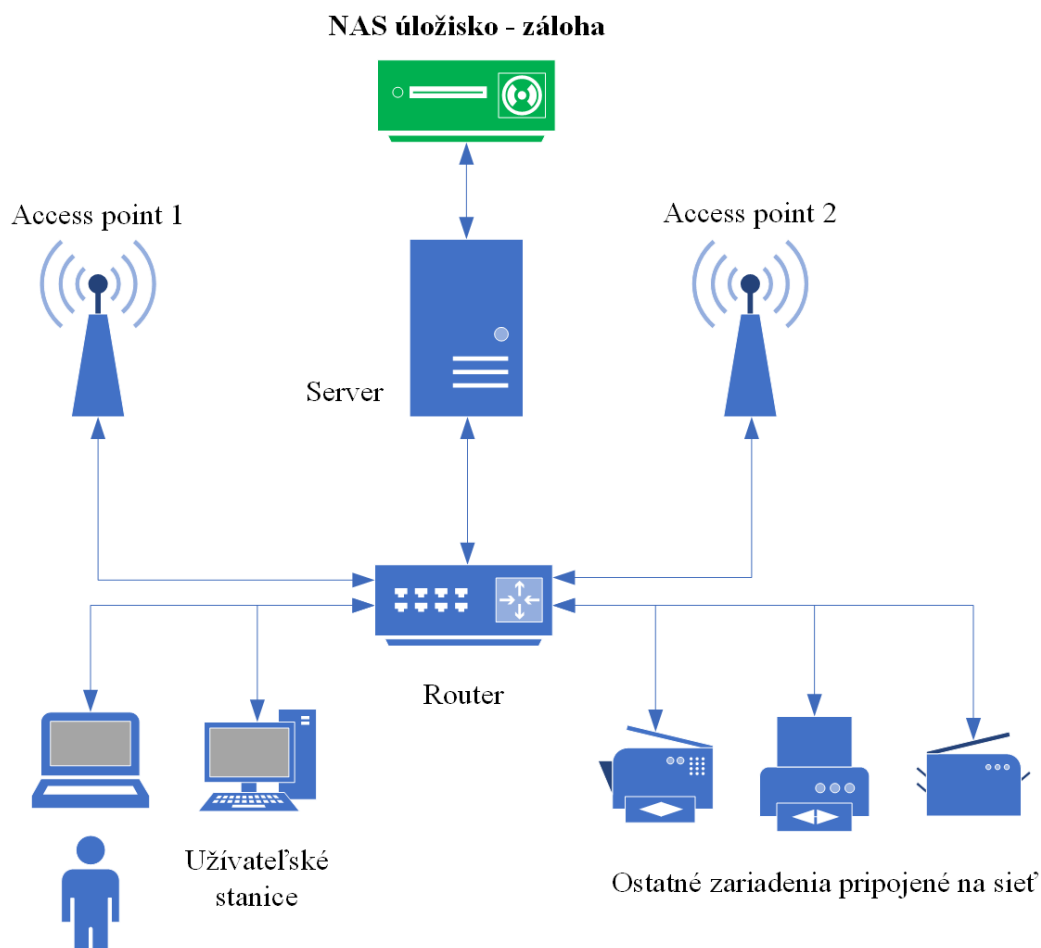 NAS úložisko - záloha
Access point 1
Access point 2
Server
Router
Užívateľské
stanice
Ostatné zariadenia pripojené na sieť